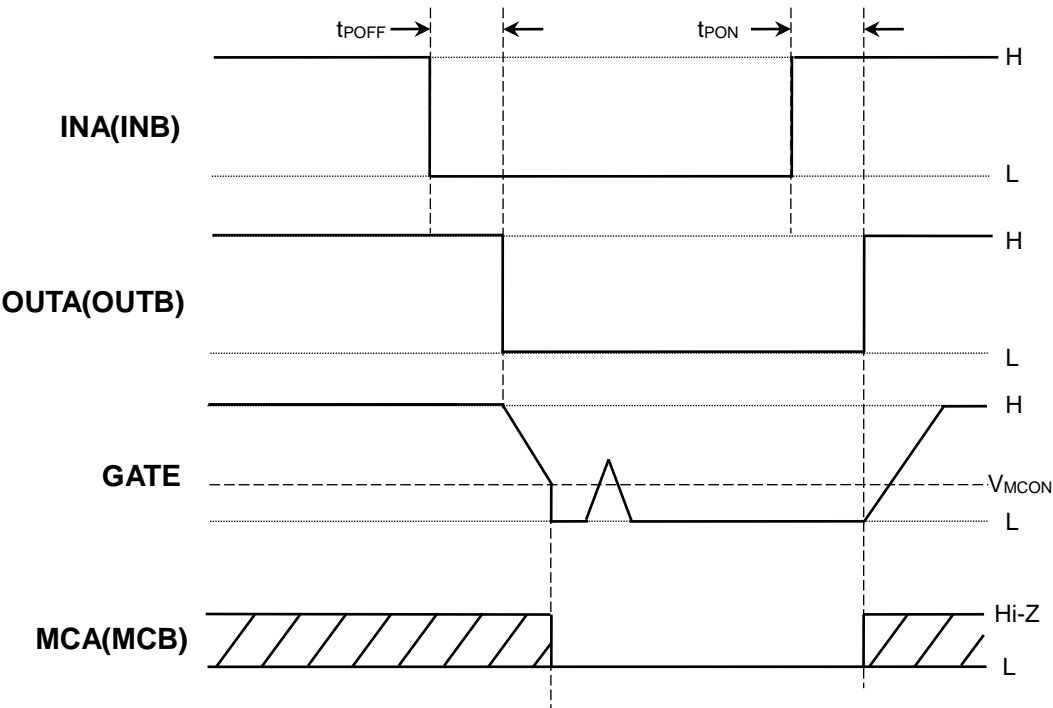 tPOFF
tPON
H
INA(INB)
L
H
OUTA(OUTB)
L
H
GATE
VMCON
L
Hi-Z
MCA(MCB)
L